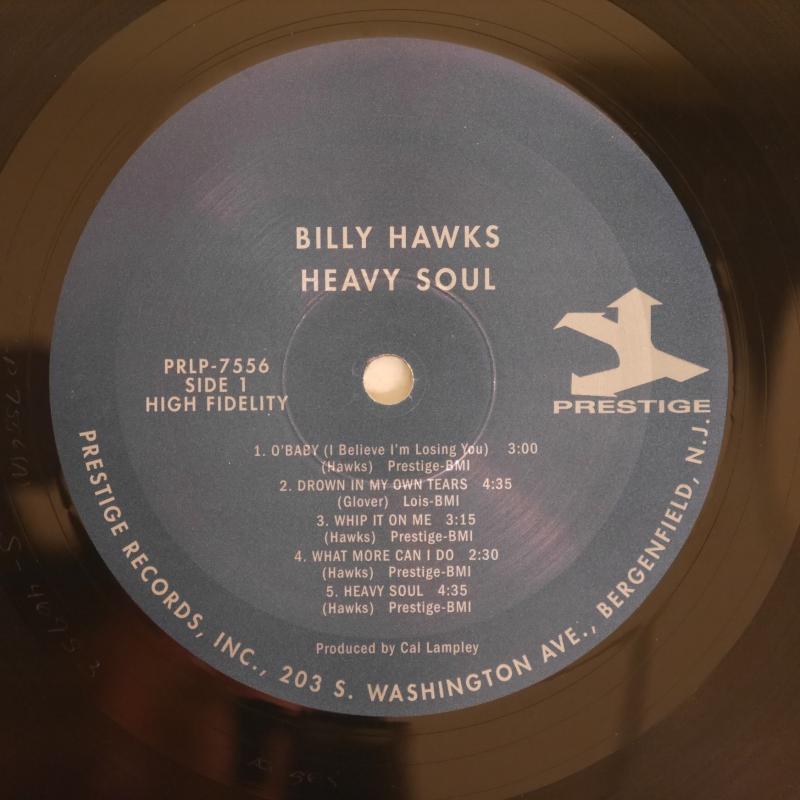 BILLY HAWKS
HEAVY SOUL
PRLP-7556
SIDE 1
HIGH FIDELITY
PRESTIGE
1. O'BABY (I Believe I'm Losing You) 3:00
(Hawks) Prestige-BMI
2. DROWN IN MY OWN TEARS 4:35
(Glover) Lois-BMI
3. WHIP IT ON ME 3:15
(Hawks) Prestige-BMI
4. WHAT MORE CAN I DO 2:30
(Hawks) Prestige-BMI
5. HEAVY SOUL 4:35
(Hawks) Prestige-BMI
Produced by Cal Lampley
PRESTIGE RECORDS, INC., 203 S. WASHINGTON AVE., BERGENFIELD, N.J.